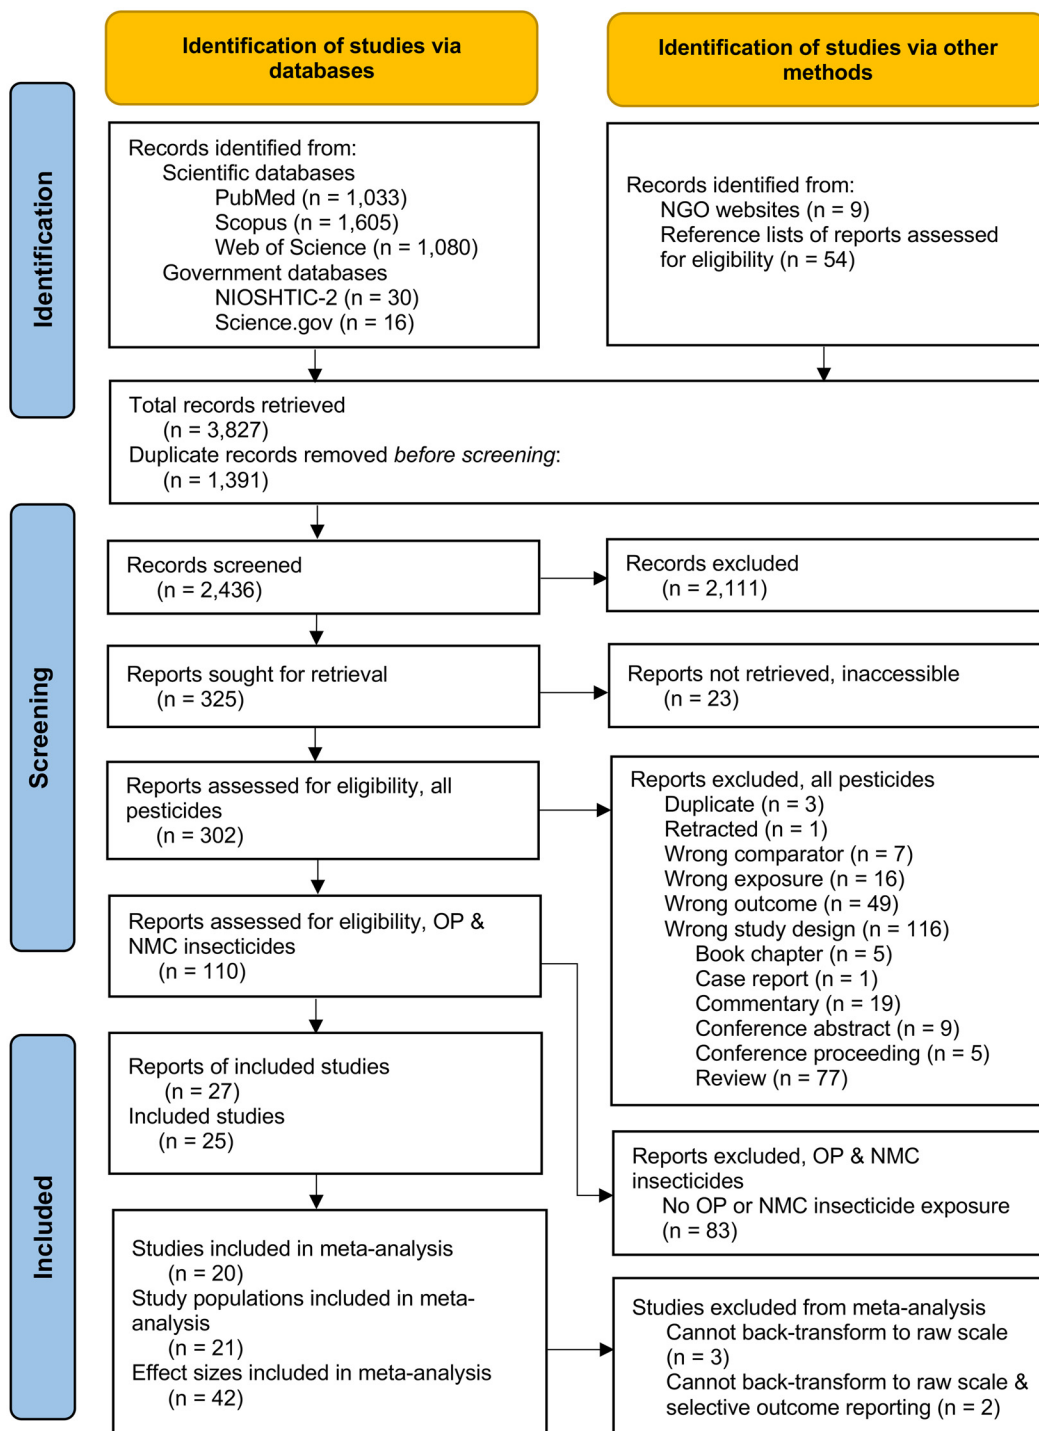 Identification of studies via
databases
Identification of studies via other
methods
Identification
Records identified from:
Scientific databases
PubMed (n = 1,033)
Scopus (n = 1,605)
Web of Science (n = 1,080)
Government databases
NIOSHTIC-2 (n = 30)
Science.gov (n = 16)
Records identified from:
NGO websites (n = 9)
Reference lists of reports assessed
for eligibility (n = 54)
Total records retrieved
(n = 3,827)
Duplicate records removed before screening:
(n = 1,391)
Screening
Records screened
(n = 2,436)
Records excluded
(n = 2,111)
Reports sought for retrieval
(n = 325)
Reports not retrieved, inaccessible
(n = 23)
Reports assessed for eligibility, all
pesticides
(n = 302)
Reports excluded, all pesticides
Duplicate (n = 3)
Retracted (n = 1)
Wrong comparator (n = 7)
Wrong exposure (n = 16)
Wrong outcome (n = 49)
Wrong study design (n = 116)
Book chapter (n = 5)
Case report (n = 1)
Commentary (n = 19)
Conference abstract (n = 9)
Conference proceeding (n = 5)
Review (n = 77)
Reports assessed for eligibility, OP &
NMC insecticides
(n = 110)
Reports excluded, OP & NMC
insecticides
No OP or NMC insecticide exposure
(n = 83)
Included
Reports of included studies
(n = 27)
Included studies
(n = 25)
Studies included in meta-analysis
(n = 20)
Study populations included in meta-
analysis
(n = 21)
Effect sizes included in meta-analysis
(n = 42)
Studies excluded from meta-analysis
Cannot back-transform to raw scale
(n = 3)
Cannot back-transform to raw scale &
selective outcome reporting (n = 2)